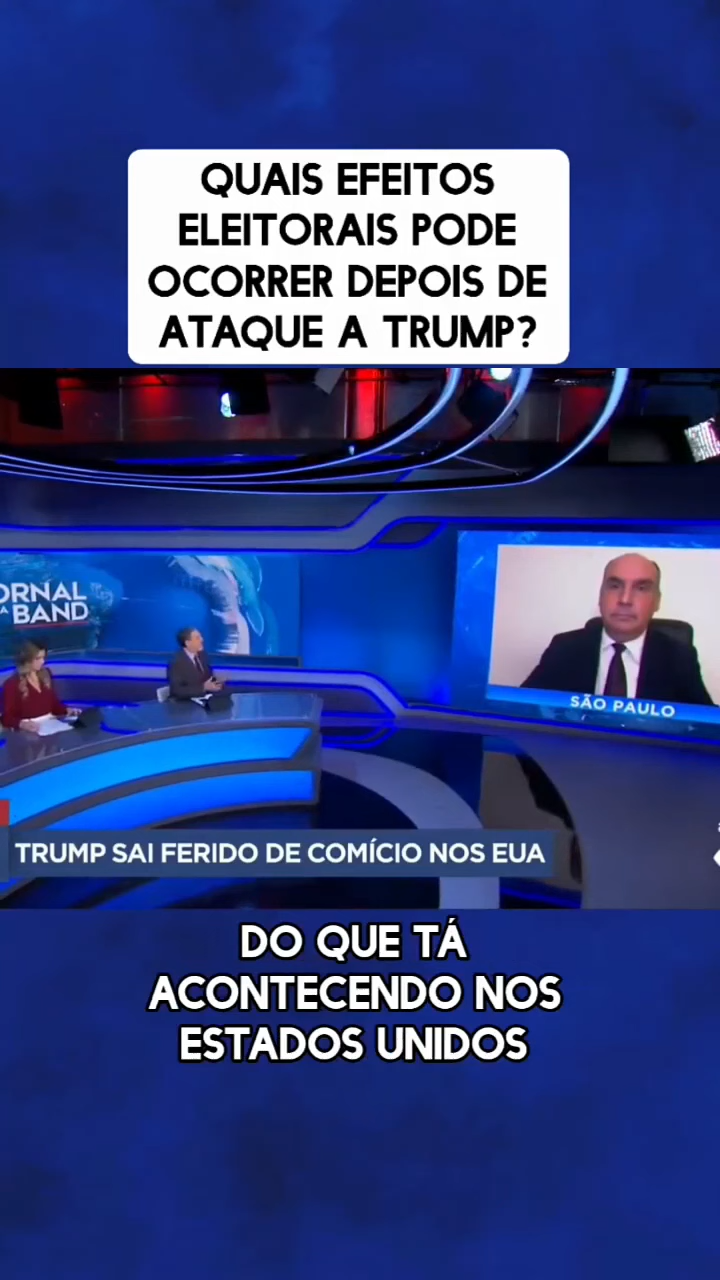 QUAIS EFEITOS
ELEITORAIS PODE
OCORRER DEPOIS DE
ATAQUE A TRUMP?
ORNAL
A BAND
SÃO PAULO
TRUMP SAI FERIDO DE COMÍCIO NOS EUA
DO QUE TÁ
ACONTECENDO NOS
ESTADOS UNIDOS